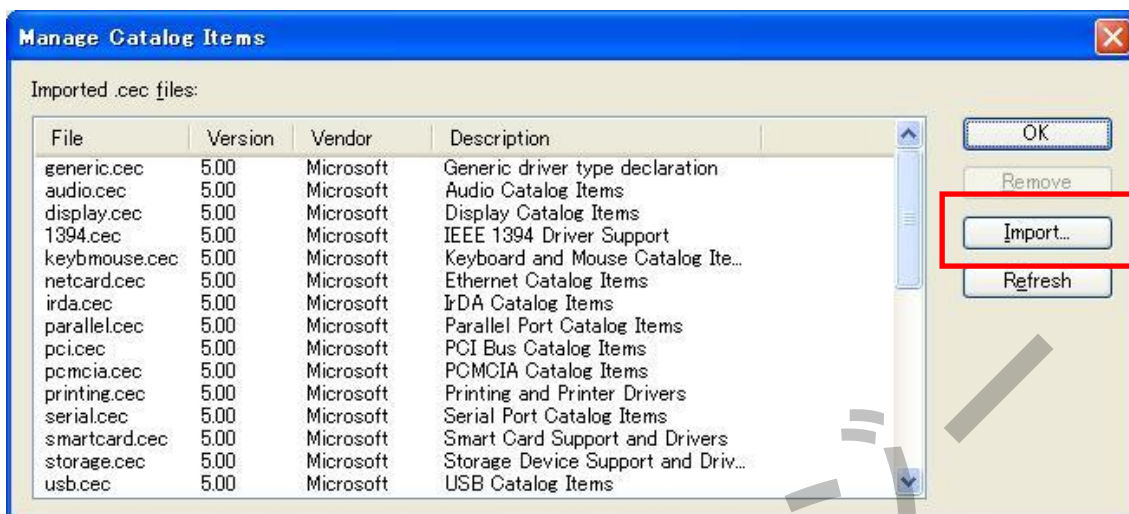 Manage Catalog Items
Imported .cec files:
File Version Vendor Description
generic.cec 5.00 Microsoft Generic driver type declaration
audio.cec 5.00 Microsoft Audio Catalog Items
display.cec 5.00 Microsoft Display Catalog Items
1394.cec 5.00 Microsoft IEEE 1394 Driver Support
keybmouse.cec 5.00 Microsoft Keyboard and Mouse Catalog Ite...
netcard.cec 5.00 Microsoft Ethernet Catalog Items
irda.cec 5.00 Microsoft IrDA Catalog Items
parallel.cec 5.00 Microsoft Parallel Port Catalog Items
pci.cec 5.00 Microsoft PCI Bus Catalog Items
pcmcia.cec 5.00 Microsoft PCMCIA Catalog Items
printing.cec 5.00 Microsoft Printing and Printer Drivers
serial.cec 5.00 Microsoft Serial Port Catalog Items
smartcard.cec 5.00 Microsoft Smart Card Support and Drivers
storage.cec 5.00 Microsoft Storage Device Support and Driv...
usb.cec 5.00 Microsoft USB Catalog Items
OK
Remove
Import...
Refresh